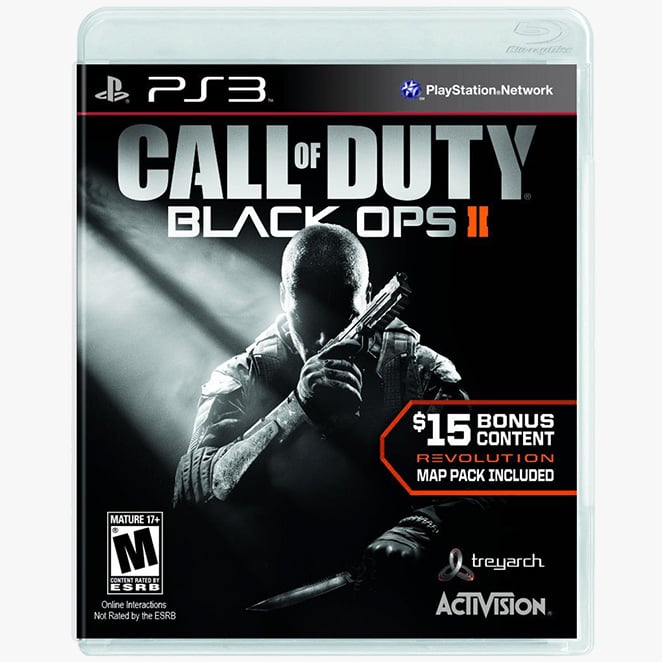 Blu-ray Disc
PS3™
PlayStation®Network
CALL OF DUTY®
BLACK OPS II
$15 BONUS
CONTENT
REVOLUTION
MAP PACK INCLUDED
MATURE 17+
M
CONTENT RATED BY
ESRB
Online Interactions
Not Rated by the ESRB
treyarch
ACTIVISION®